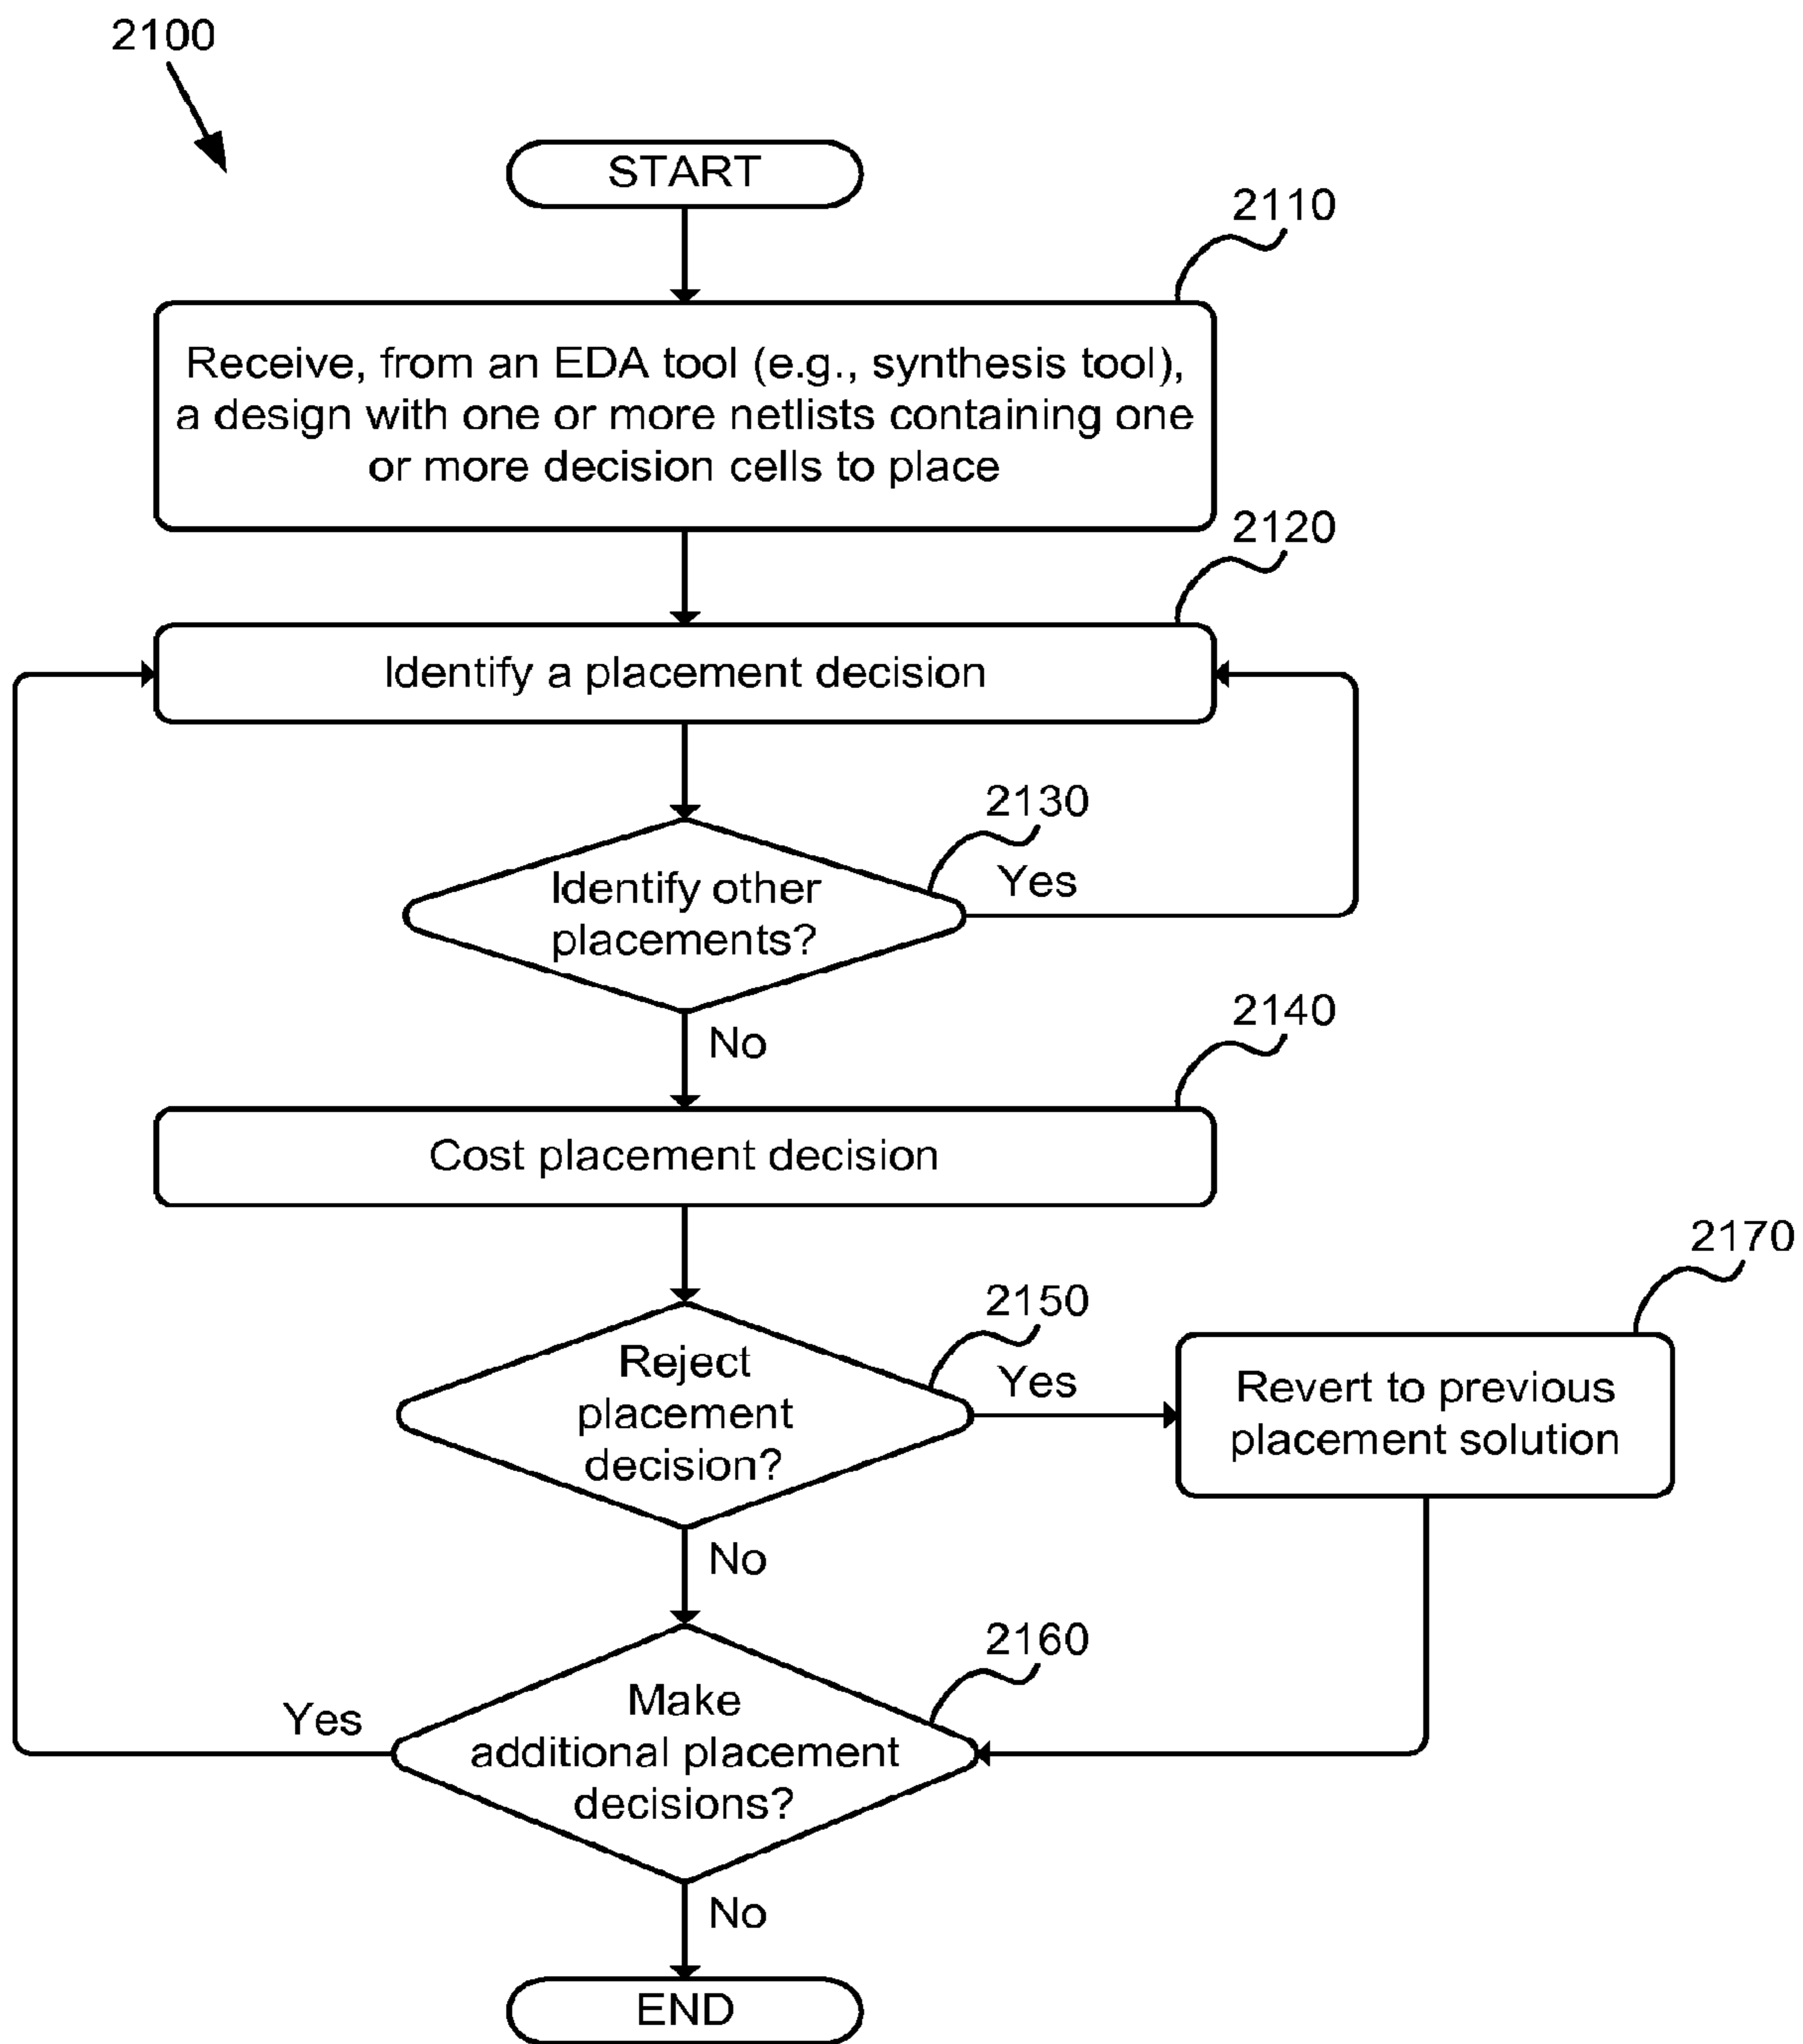 2100
START
2110
Receive, from an EDA tool (e.g., synthesis tool),
a design with one or more netlists containing one
or more decision cells to place
2120
Identify a placement decision
2130
Identify other
placements?
Yes
No
2140
Cost placement decision
2150
Reject
placement
decision?
Yes
2170
Revert to previous
placement solution
No
2160
Make
additional placement
decisions?
Yes
No
END